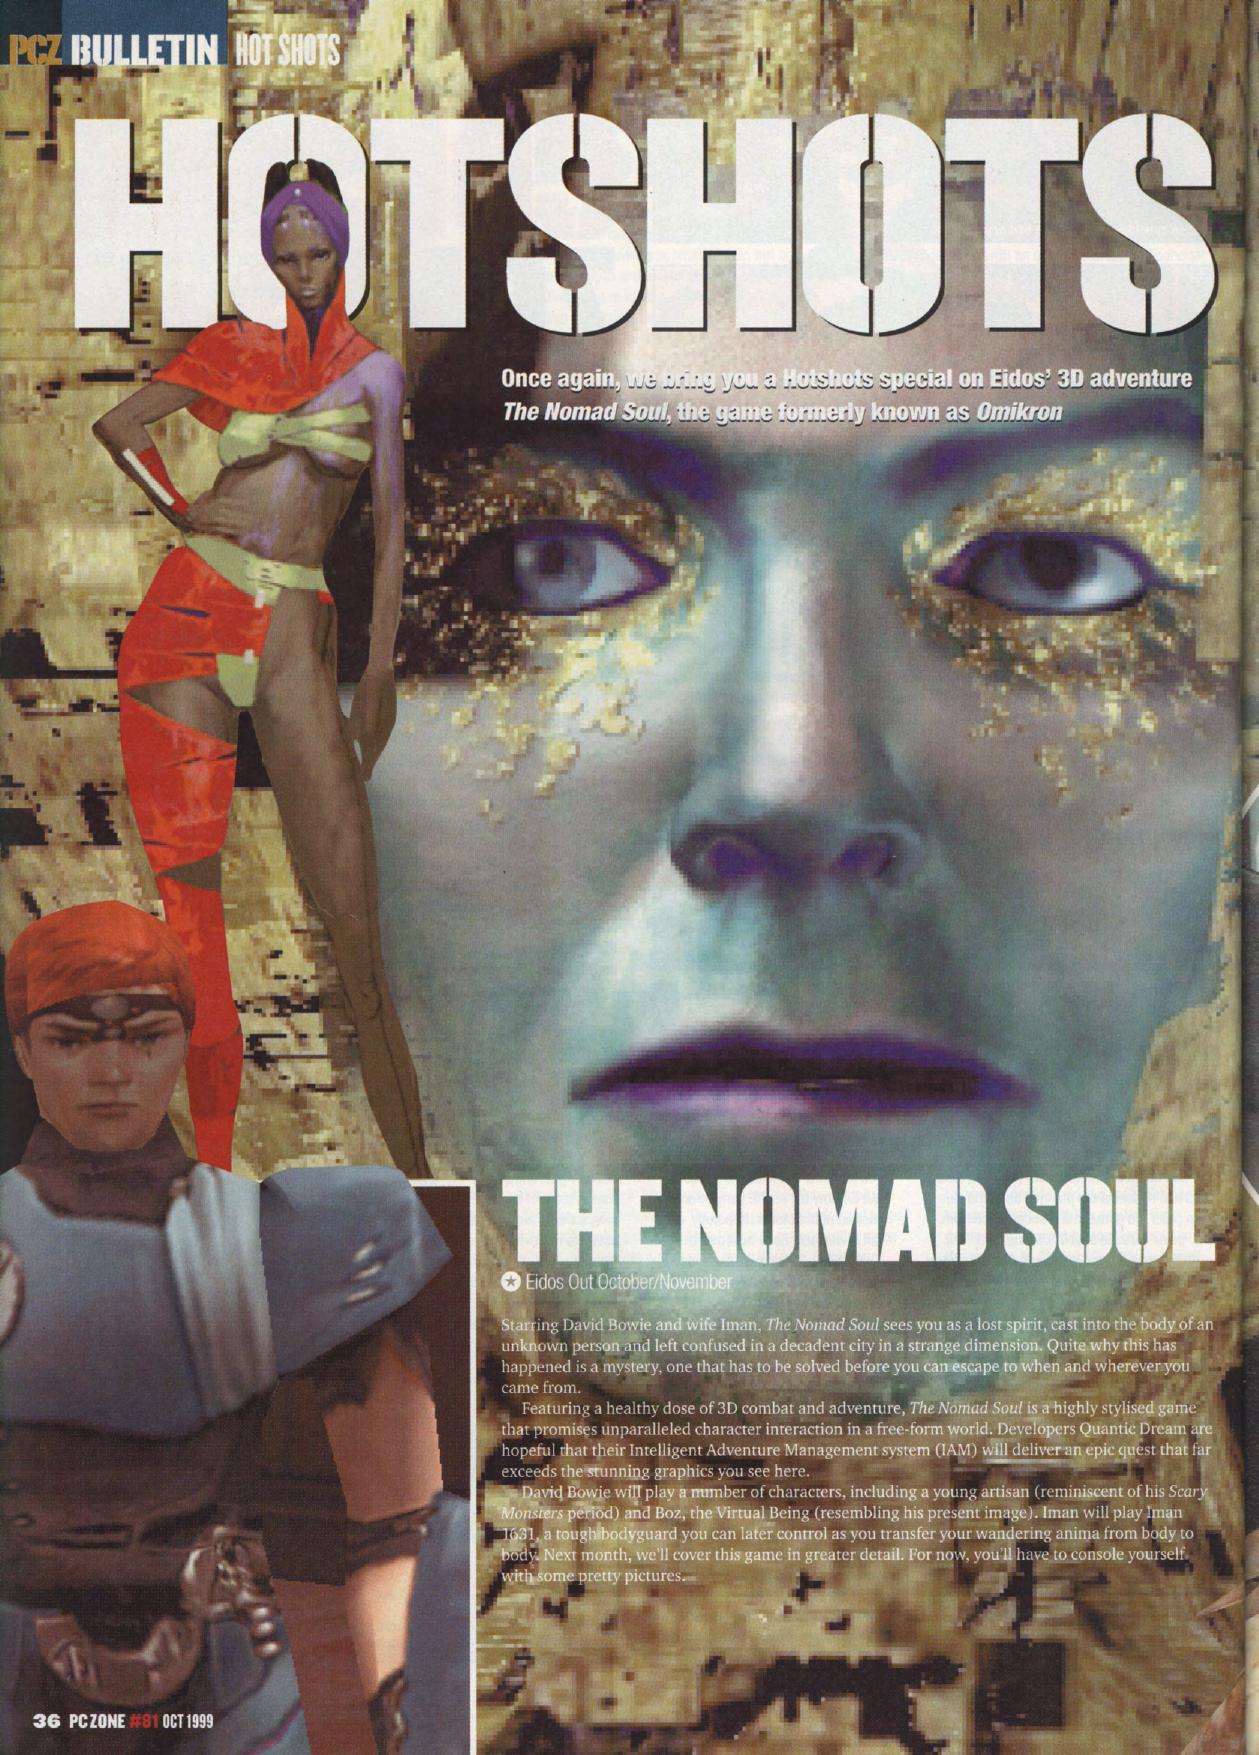 PCZ BULLETIN HOT SHOTS
HOTSHOTS
Once again, we bring you a Hotshots special on Eidos' 3D adventure
The Nomad Soul, the game formerly known as Omikron
THE NOMAD SOUL
Eidos Out October/November
Starring David Bowie and wife Iman, The Nomad Soul sees you as a lost spirit, cast into the body of an
unknown person and left confused in a decadent city in a strange dimension. Quite why this has
happened is a mystery, one that has to be solved before you can escape to when and wherever you
came from.
Featuring a healthy dose of 3D combat and adventure, The Nomad Soul is a highly stylised game
that promises unparalleled character interaction in a free-form world. Developers Quantic Dream are
hopeful that their Intelligent Adventure Management system (IAM) will deliver an epic quest that far
exceeds the stunning graphics you see here.
David Bowie will play a number of characters, including a young artisan (reminiscent of his Scary
Monsters period) and Boz, the Virtual Being (resembling his present image). Iman will play Iman
1631, a tough bodyguard you can later control as you transfer your wandering anima from body to
body. Next month, we'll cover this game in greater detail. For now, you'll have to console yourself
with some pretty pictures.
36 PC ZONE #81 OCT 1999